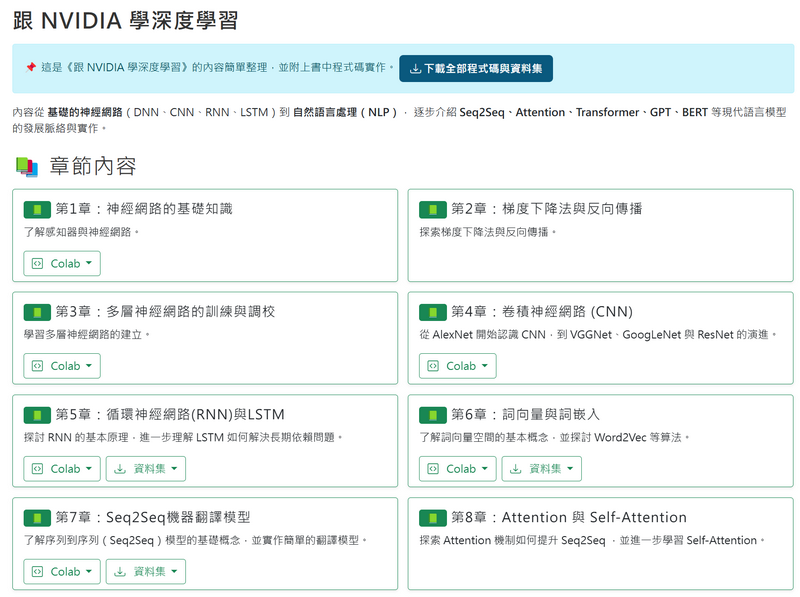 跟 NVIDIA 學深度學習
這是《跟 NVIDIA 學深度學習》的內容簡單整理，並附上書中程式碼實作。 下載全部程式碼與資料集
內容從 基礎的神經網路（DNN、CNN、RNN、LSTM）到 自然語言處理（NLP），逐步介紹 Seq2Seq、Attention、Transformer、GPT、BERT 等現代語言模型
的發展脈絡與實作。
章節內容
第1章：神經網路的基礎知識
了解感知器與神經網路。
Colab
第2章：梯度下降法與反向傳播
探索梯度下降法與反向傳播。
第3章：多層神經網路的訓練與調校
學習多層神經網路的建立。
Colab
第4章：卷積神經網路 (CNN)
從 AlexNet 開始認識 CNN，到 VGGNet、GoogLeNet 與 ResNet 的演進。
Colab
第5章：循環神經網路(RNN)與LSTM
探討 RNN 的基本原理，進一步理解 LSTM 如何解決長期依賴問題。
Colab 資料集
第6章：詞向量與詞嵌入
了解詞向量空間的基本概念，並探討 Word2Vec 等算法。
Colab 資料集
第7章：Seq2Seq機器翻譯模型
了解序列到序列（Seq2Seq）模型的基礎概念，並實作簡單的翻譯模型。
Colab 資料集
第8章：Attention 與 Self-Attention
探索 Attention 機制如何提升 Seq2Seq ，並進一步學習 Self-Attention。